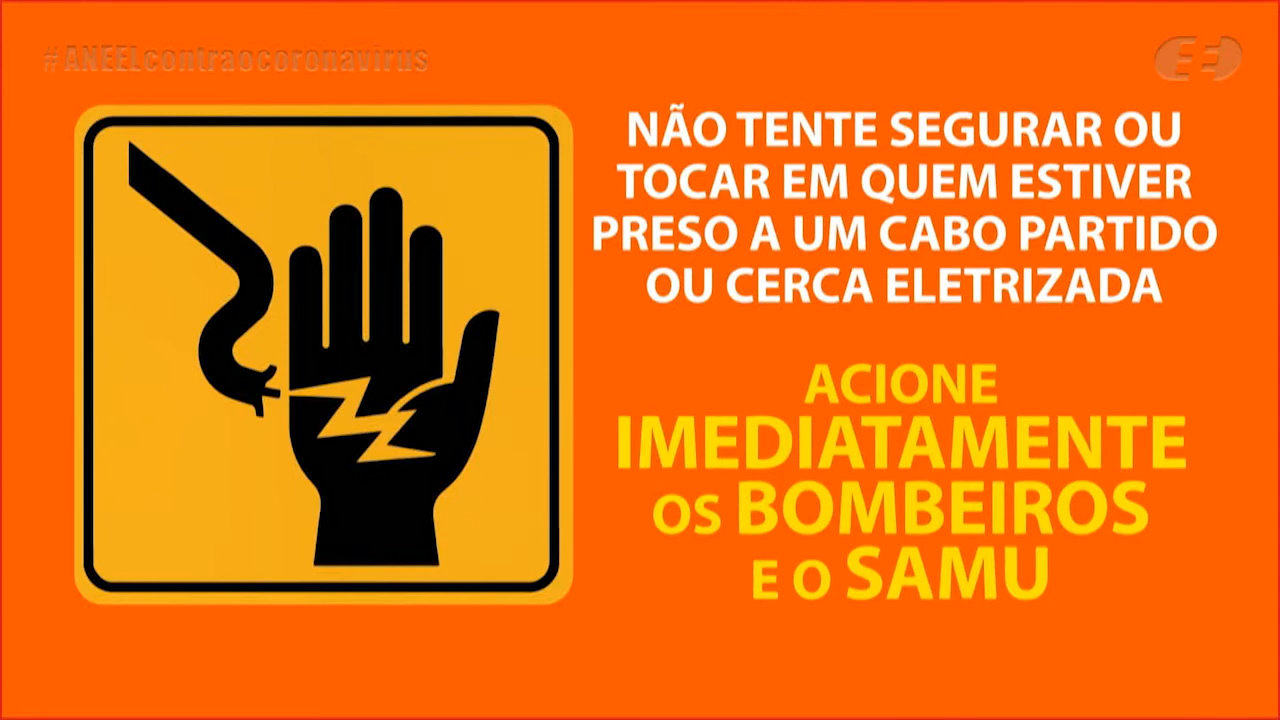 #ANEELcontraocoronavirus
NÃO TENTE SEGURAR OU
TOCAR EM QUEM ESTIVER
PRESO A UM CABO PARTIDO
OU CERCA ELETRIZADA
ACIONE
IMEDIATAMENTE
OS BOMBEIROS
E O SAMU